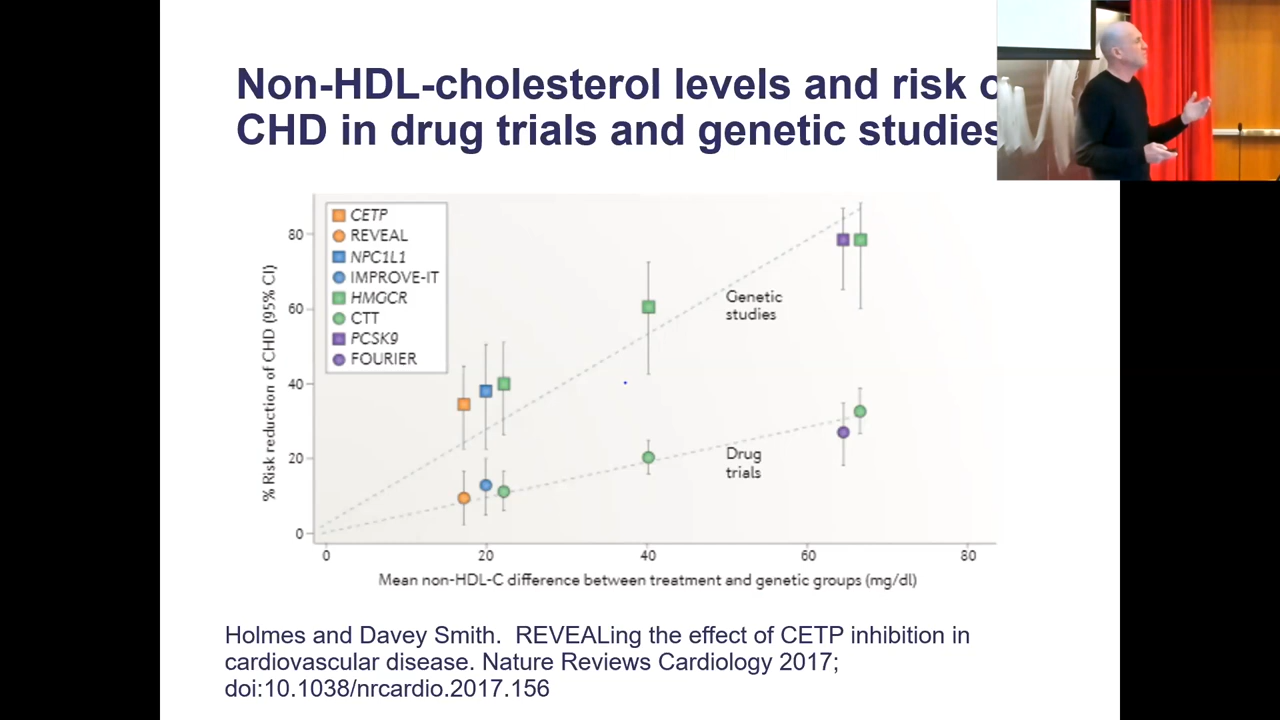 Non-HDL-cholesterol levels and risk
CHD in drug trials and genetic studies
CETP
REVEAL
NPC1L1
IMPROVE-IT
HMGCR
CTT
PCSK9
FOURIER
% Risk reduction of CHD (95% CI)
80
60
40
20
0
Genetic
studies
Drug
trials
0 20 40 60 80
Mean non-HDL-C difference between treatment and genetic groups (mg/dl)
Holmes and Davey Smith. REVEALing the effect of CETP inhibition in
cardiovascular disease. Nature Reviews Cardiology 2017;
doi:10.1038/nrcardio.2017.156